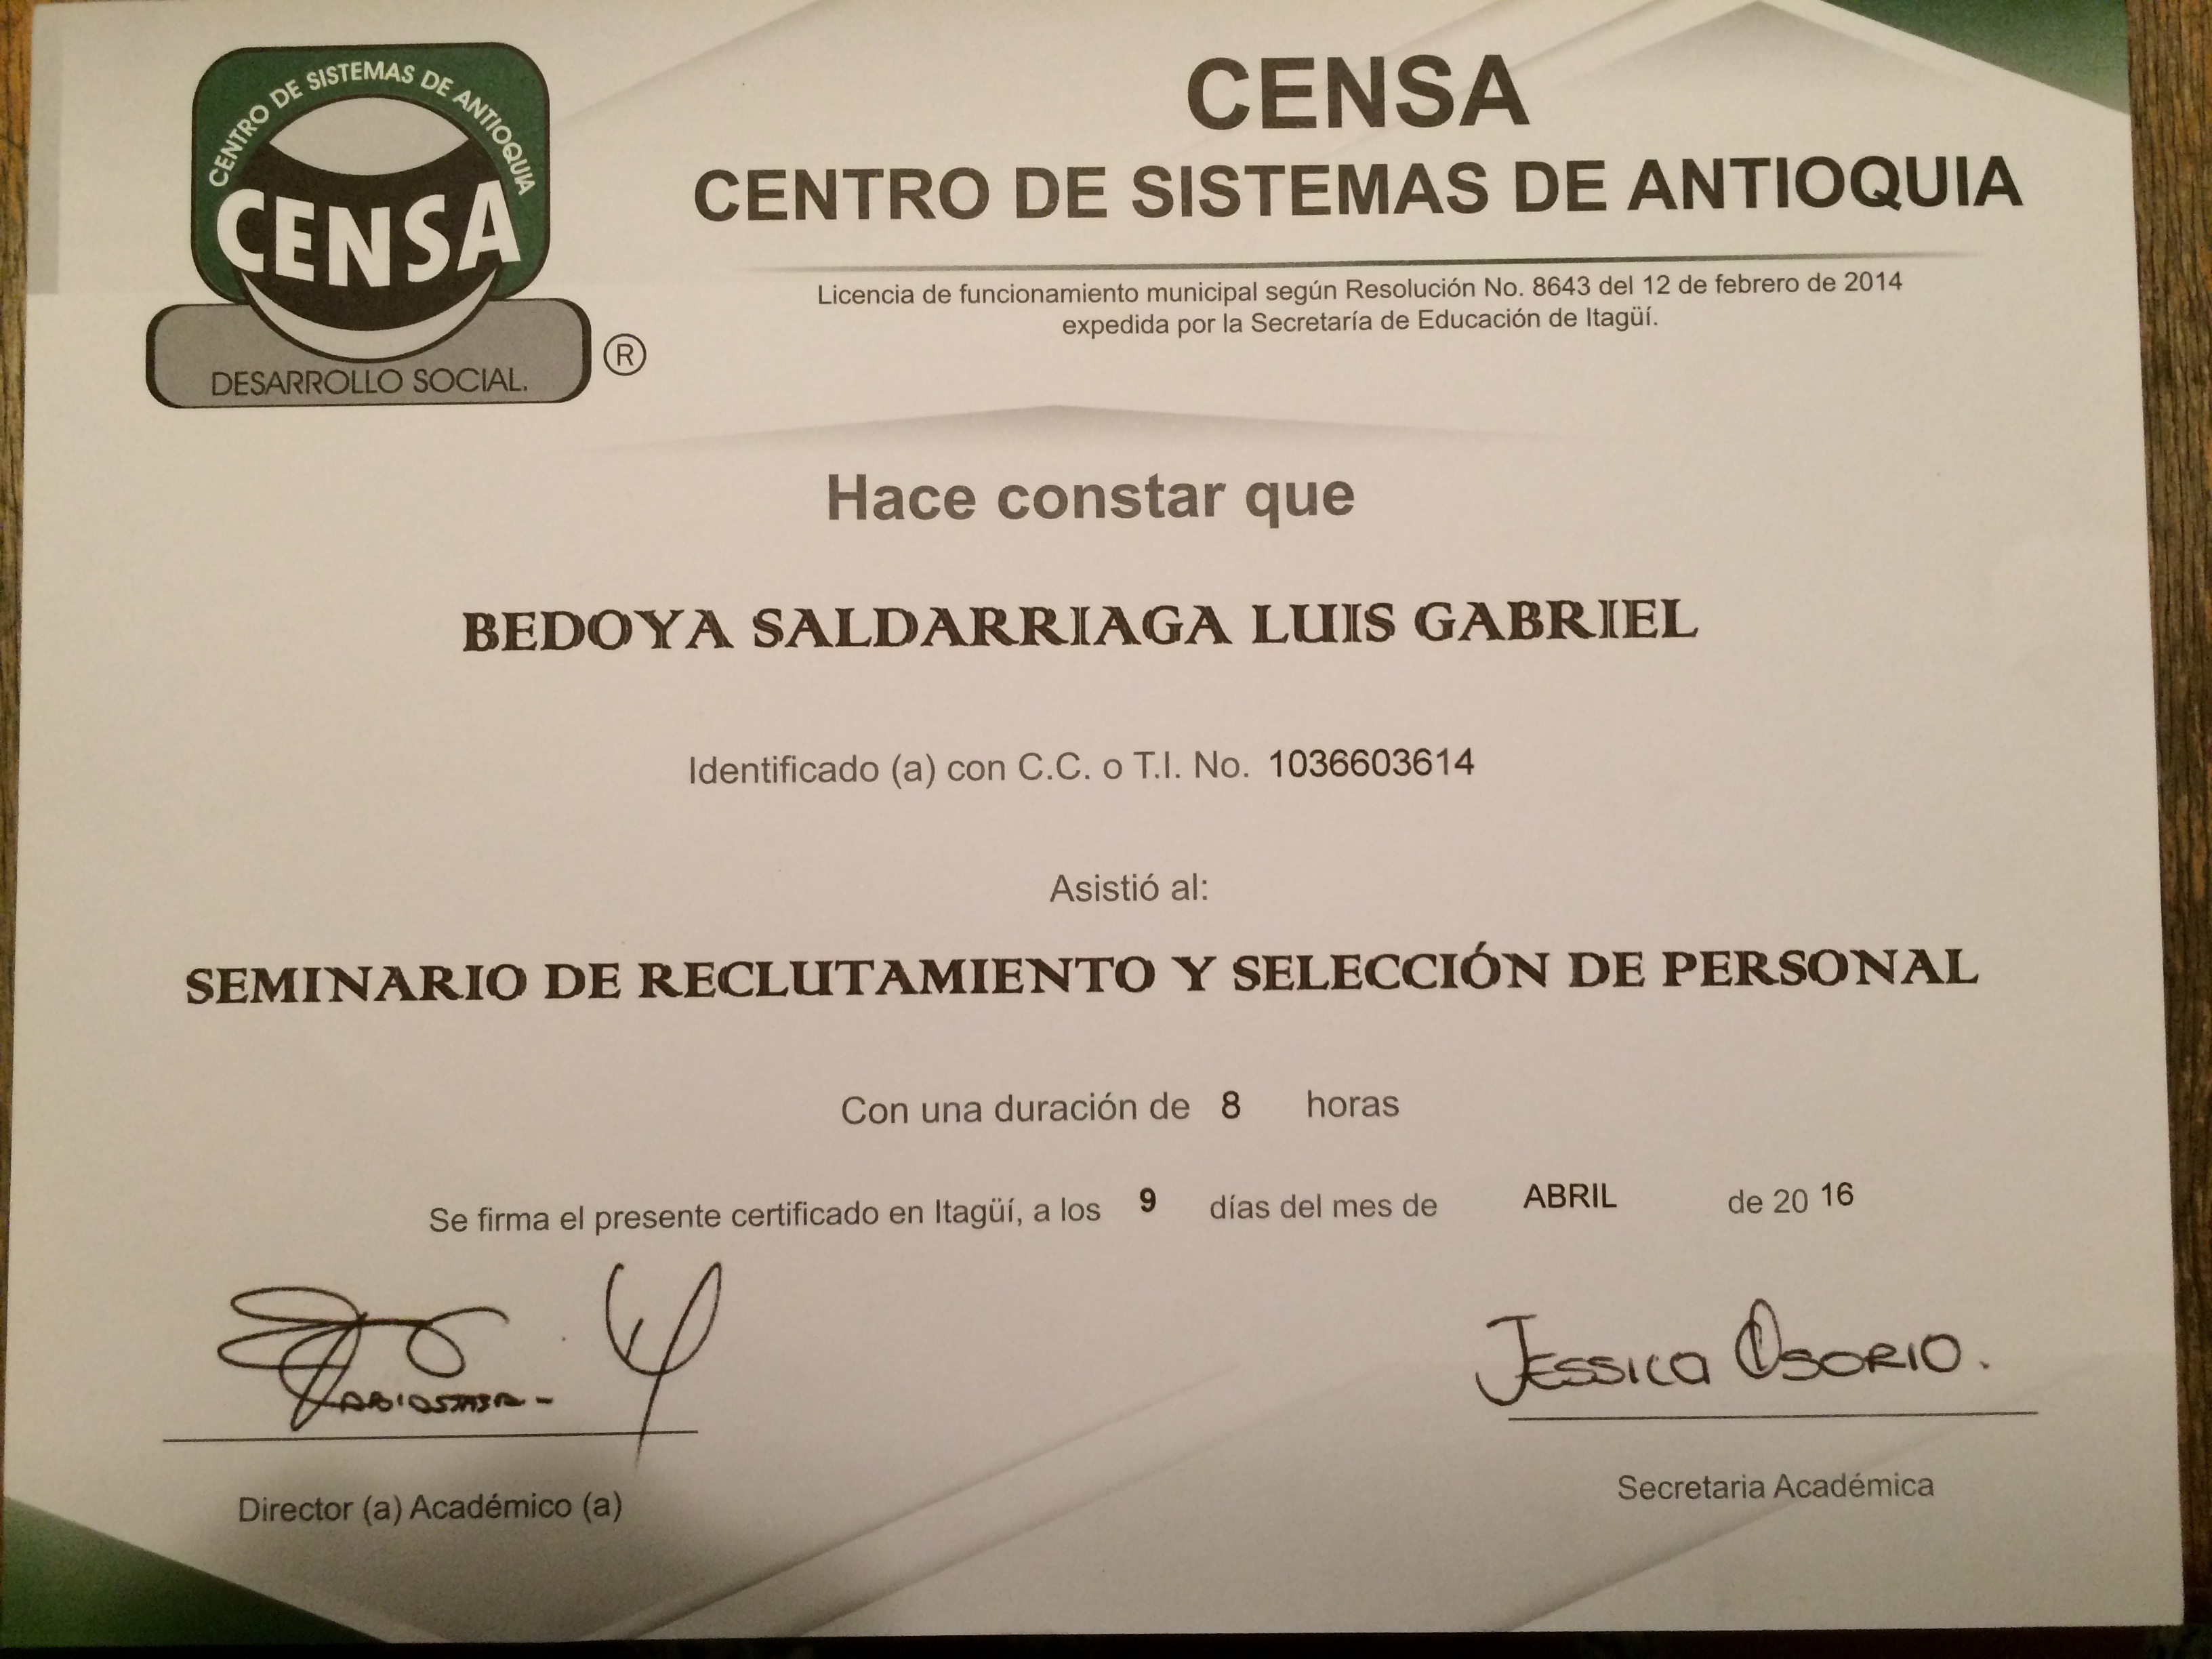 CENTRO DE SISTEMAS DE ANTIOQUIA
CENSA
DESARROLLO SOCIAL.
®
CENSA
CENTRO DE SISTEMAS DE ANTIOQUIA
Licencia de funcionamiento municipal según Resolución No. 8643 del 12 de febrero de 2014
expedida por la Secretaría de Educación de Itagüí.
Hace constar que
BEDOYA SALDARRIAGA LUIS GABRIEL
Identificado (a) con C.C. o T.I. No. 1036603614
Asistió al:
SEMINARIO DE RECLUTAMIENTO Y SELECCIÓN DE PERSONAL
Con una duración de 8 horas
Se firma el presente certificado en Itagüí, a los 9 días del mes de ABRIL de 20 16
JESSICA OSORIO.
Director (a) Académico (a)
Secretaria Académica